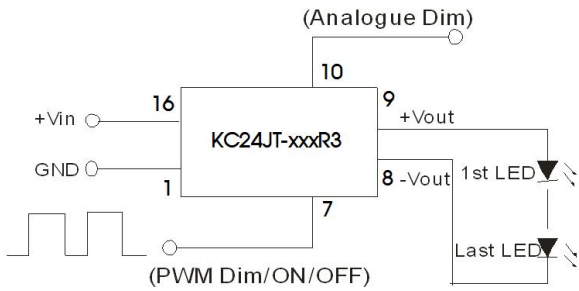 (Analogue Dim)
10
16
9
+Vin
+Vout
KC24JT-xxxR3
GND
8 -Vout
1st LED
1
7
Last LED
(PWM Dim/ON/OFF)